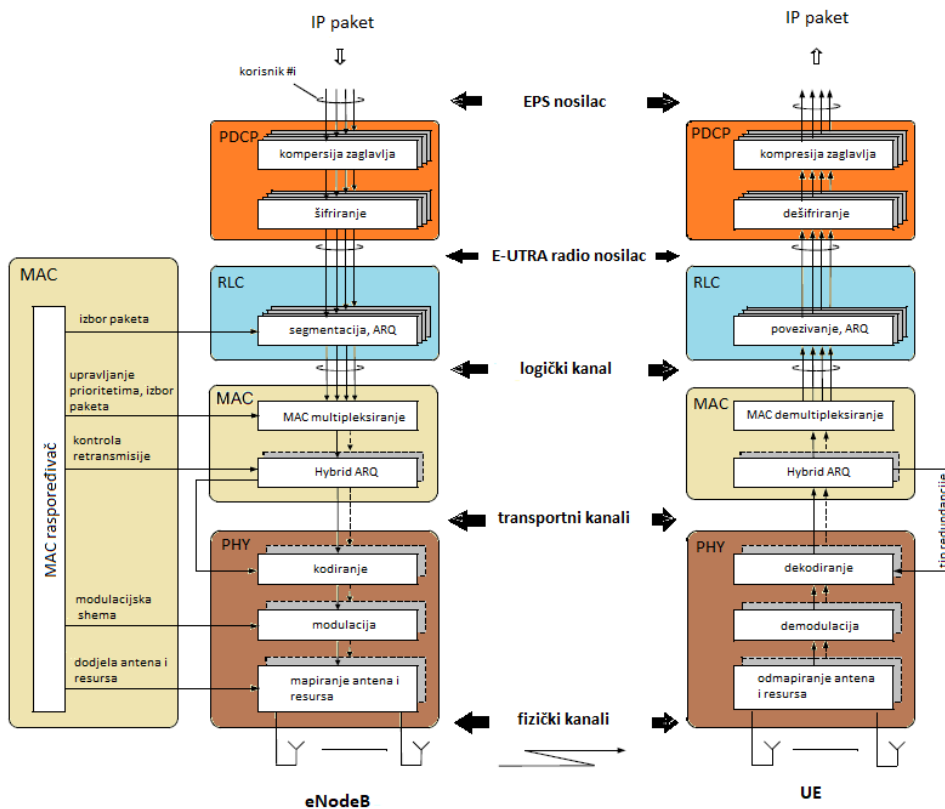 IP paket
IP paket
korisnik #i
EPS nosilac
PDCP
kompersija zaglavlja
šifriranje
PDCP
kompresija zaglavlja
dešifriranje
E-UTRA radio nosilac
MAC
MAC raspoređivač
izbor paketa
upravljanje
prioritetima, izbor
paketa
kontrola
retransmisije
modulacijska
shema
dodjela antena i
resursa
RLC
segmentacija, ARQ
RLC
povezivanje, ARQ
logički kanal
MAC
MAC multipleksiranje
Hybrid ARQ
MAC
MAC demultipleksiranje
Hybrid ARQ
tip redundancije
transportni kanali
PHY
kodiranje
modulacija
mapiranje antena i
resursa
PHY
dekodiranje
demodulacija
odmapiranje antena
i resursa
fizički kanali
eNodeB
UE